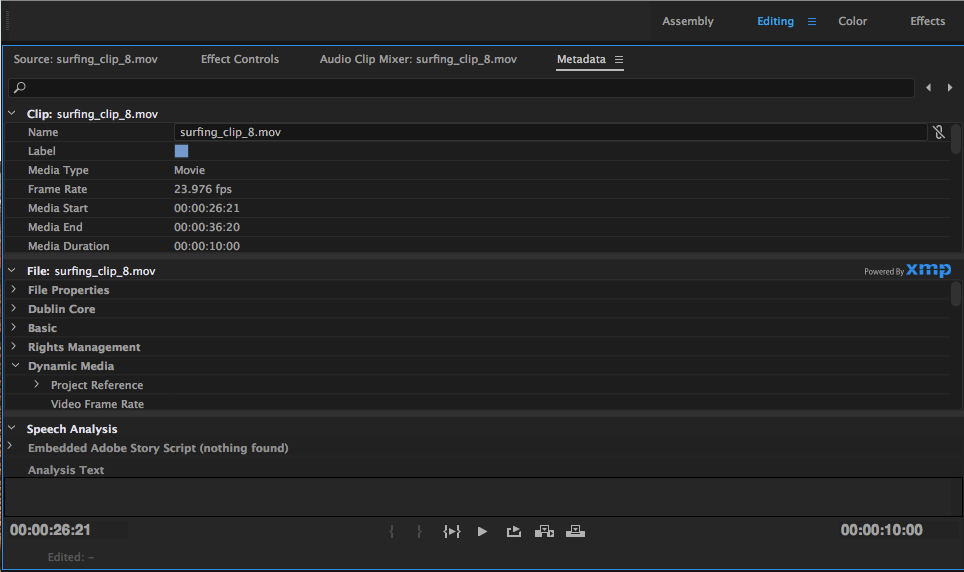 Assembly Editing Color Effects
Source: surfing_clip_8.mov Effect Controls Audio Clip Mixer: surfing_clip_8.mov Metadata
Clip: surfing_clip_8.mov
Name surfing_clip_8.mov
Label
Media Type Movie
Frame Rate 23.976 fps
Media Start 00:00:26:21
Media End 00:00:36:20
Media Duration 00:00:10:00
File: surfing_clip_8.mov Powered By xmp
File Properties
Dublin Core
Basic
Rights Management
Dynamic Media
Project Reference
Video Frame Rate
Speech Analysis
Embedded Adobe Story Script (nothing found)
Analysis Text
00:00:26:21 00:00:10:00
Edited: –